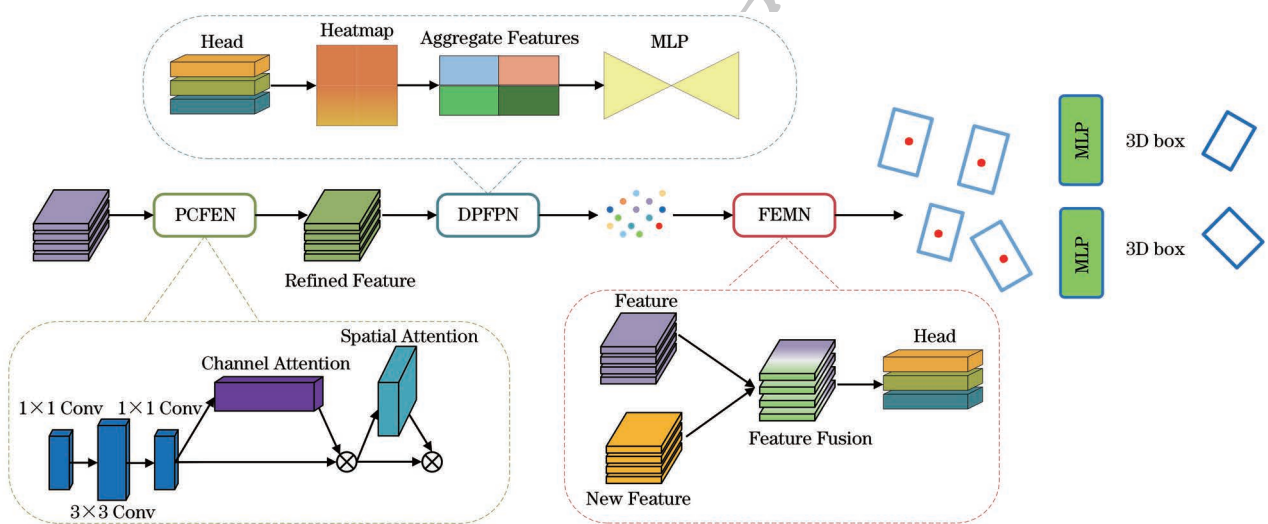 Head
Heatmap
Aggregate Features
MLP
PCFEN
Refined Feature
DPFPN
FEMN
MLP
3D box
MLP
3D box
1×1 Conv
3×3 Conv
1×1 Conv
Channel Attention
Spatial Attention
Feature
New Feature
Feature Fusion
Head